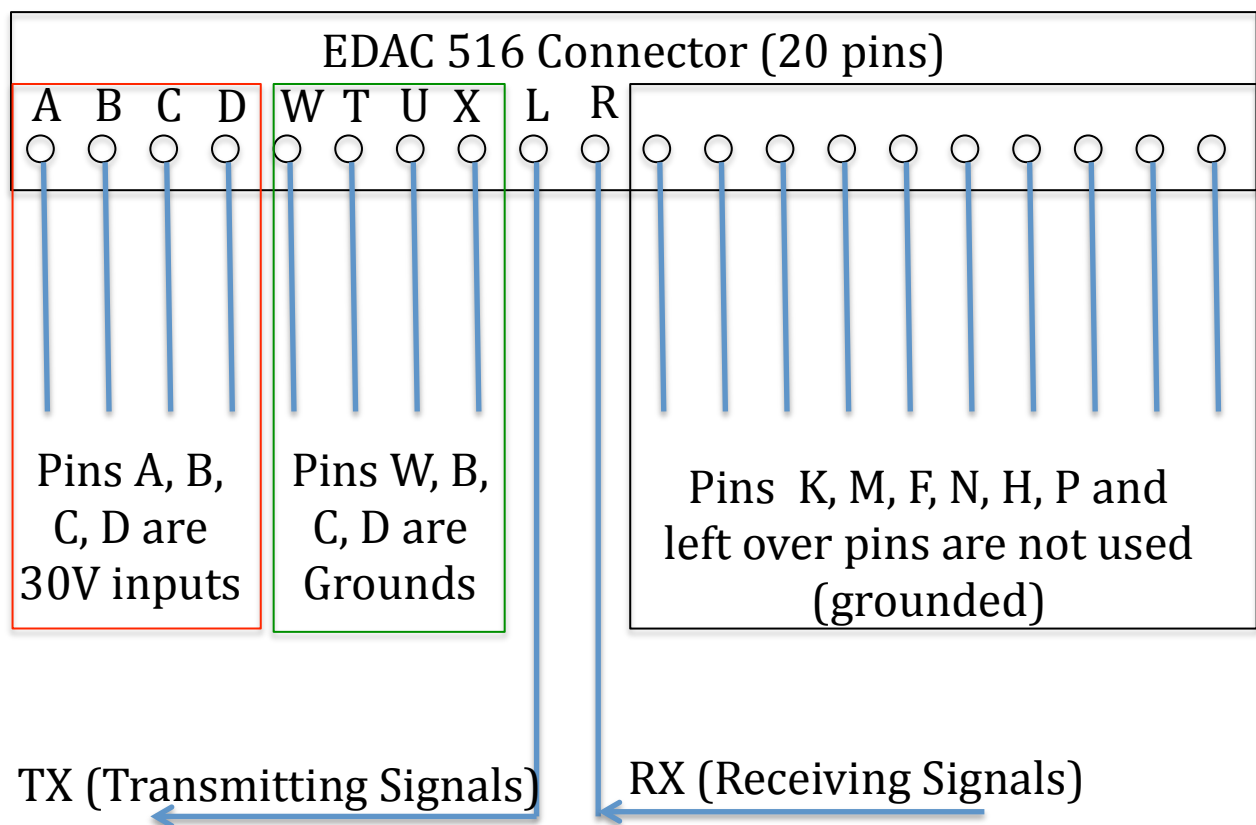 EDAC 516 Connector (20 pins)
A B C D W T U X L R
Pins A, B,
C, D are
30V inputs
Pins W, B,
C, D are
Grounds
Pins K, M, F, N, H, P and
left over pins are not used
(grounded)
TX (Transmitting Signals)
RX (Receiving Signals)